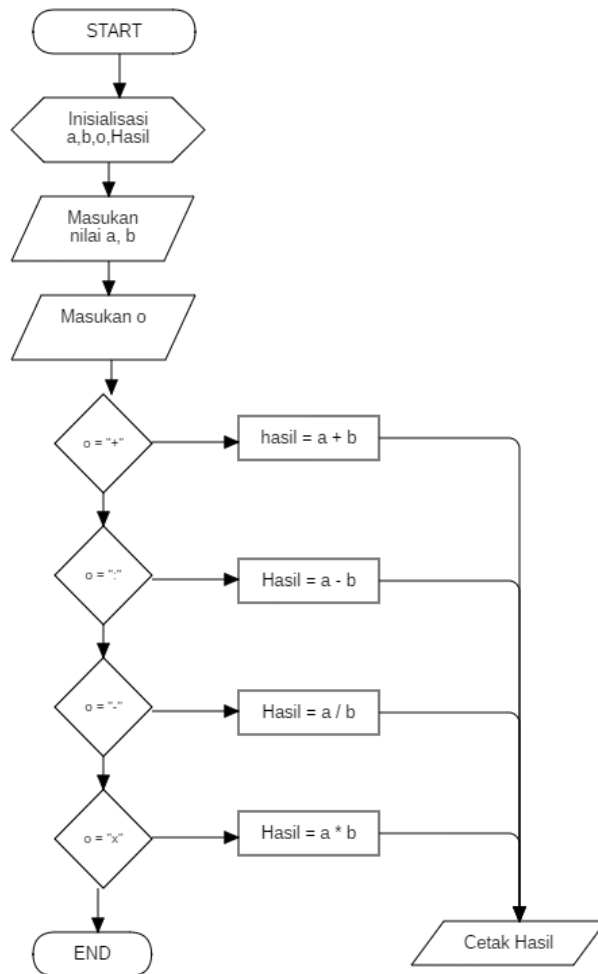 START
Inisialisasi
a,b,o,Hasil
Masukan
nilai a, b
Masukan o
o = "+"
hasil = a + b
o = ":"
Hasil = a - b
o = "-"
Hasil = a / b
o = "x"
Hasil = a * b
END
Cetak Hasil